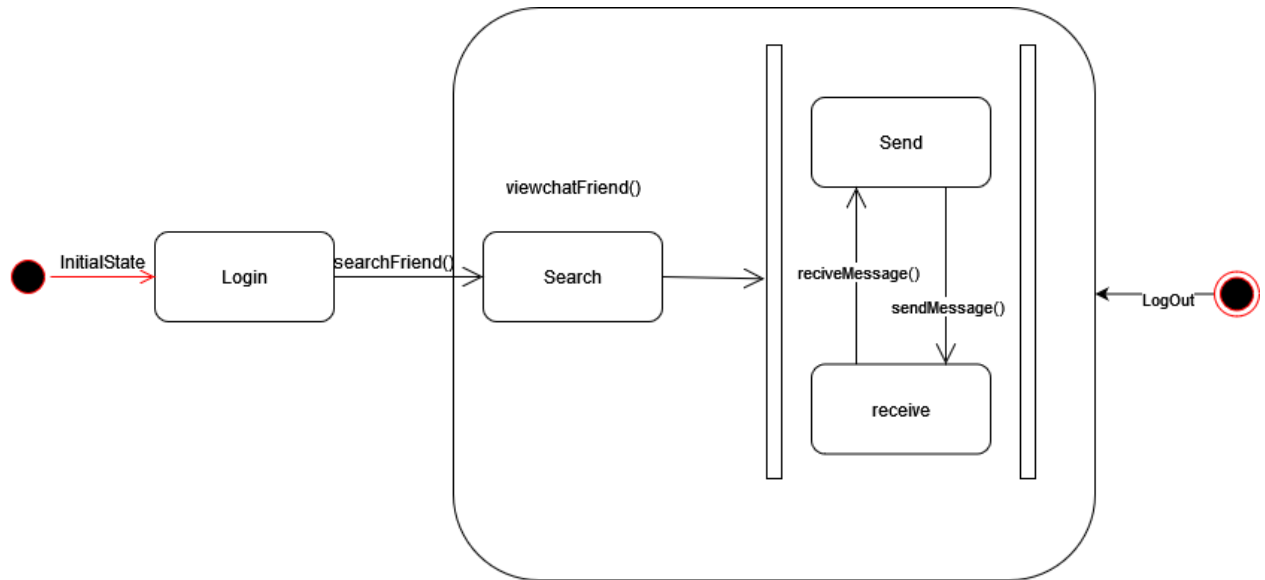 Send
viewchatFriend()
InitialState
Login
searchFriend()
Search
reciveMessage()
sendMessage()
LogOut
receive